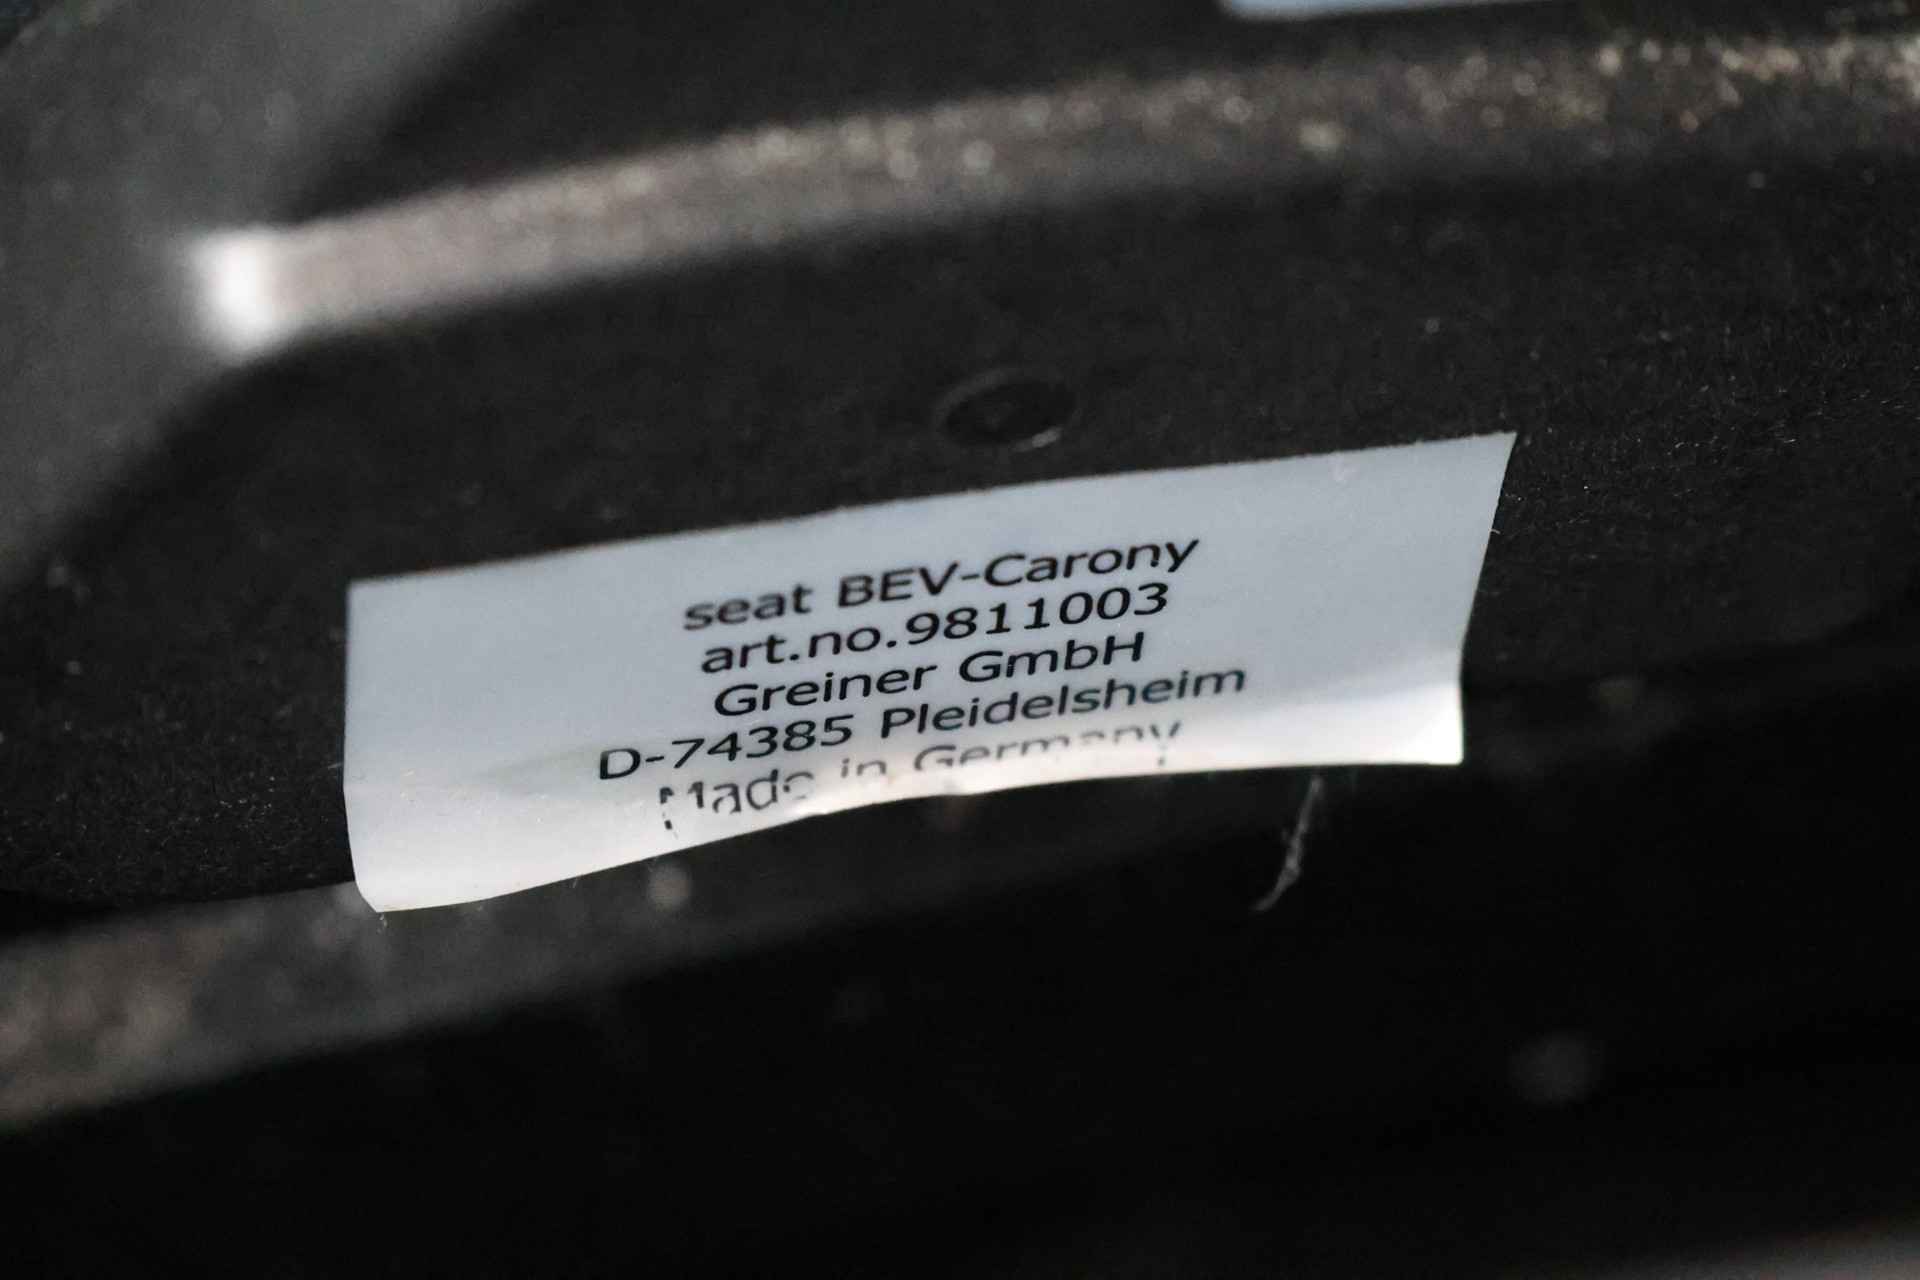 seat BEV-Carony
art.no.9811003
Greiner GmbH
D-74385 Pleidelsheim
Made in Germany